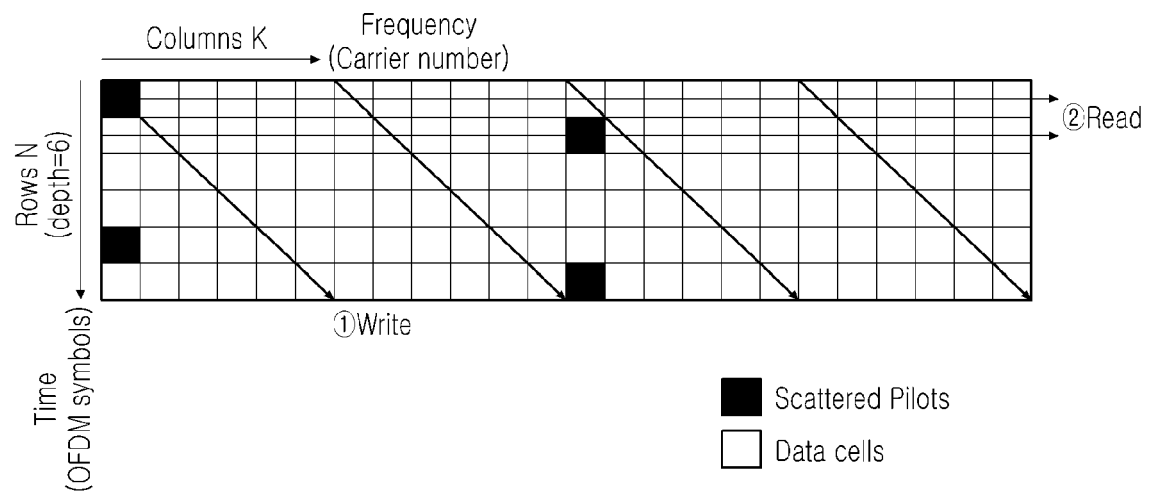 Columns K
Frequency
(Carrier number)
Rows N
(depth=6)
②Read
①Write
Time
(OFDM symbols)
Scattered Pilots
Data cells